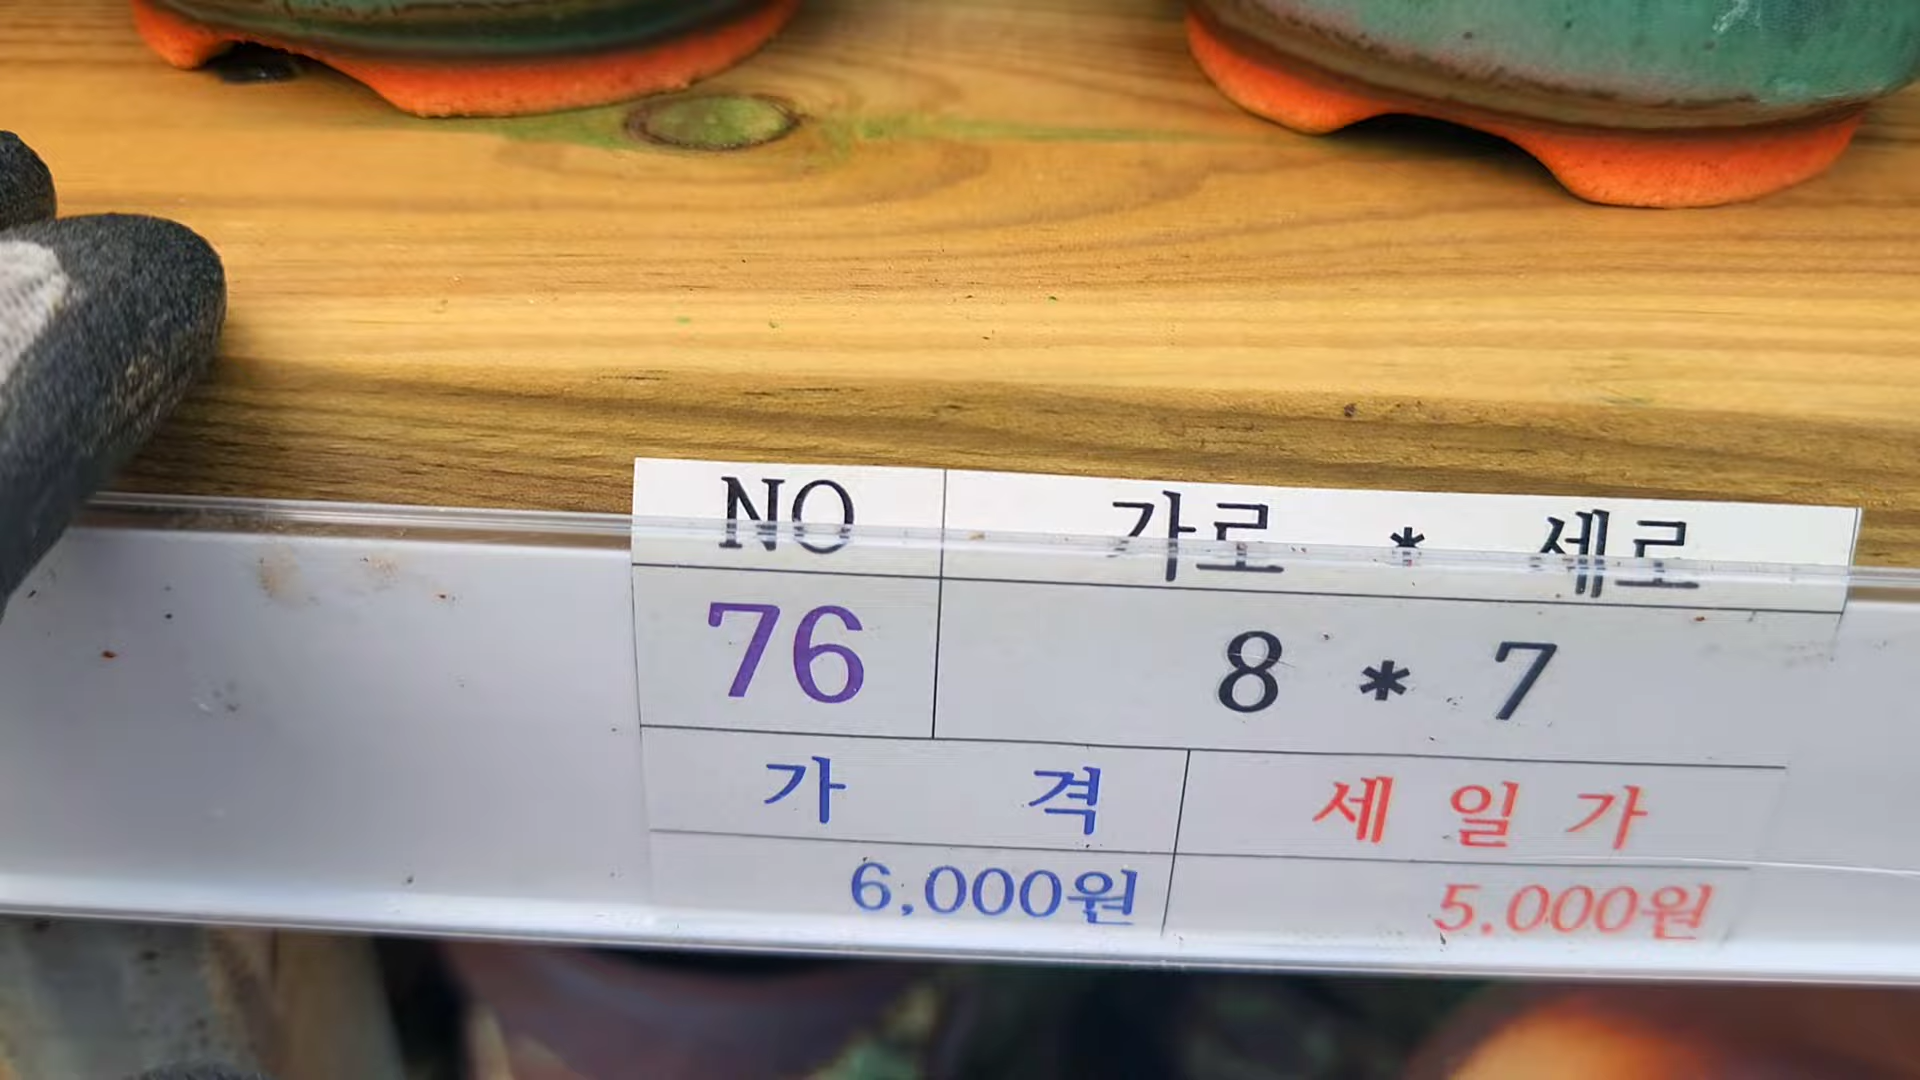 NO 가로 * 세로
76 8 * 7
가 격 세 일 가
6,000원 5,000원